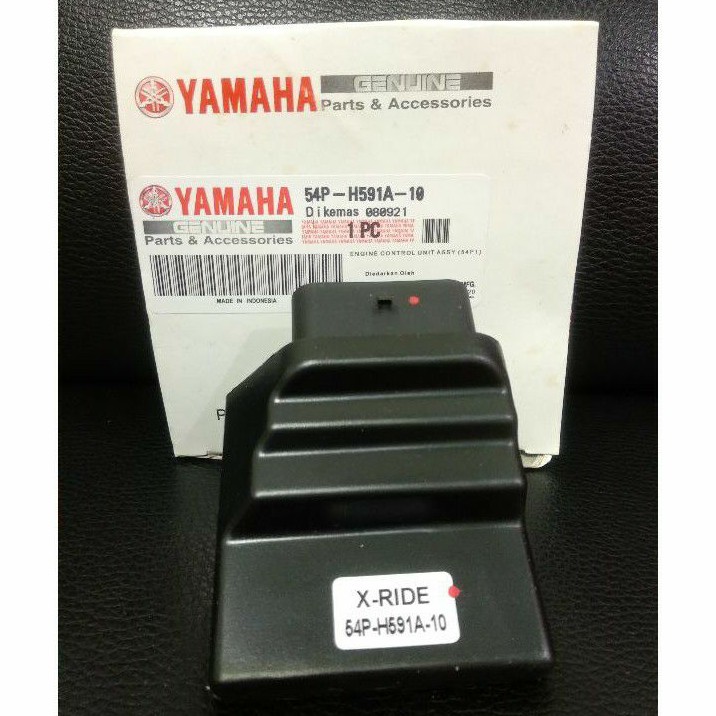 YAMAHA GENUINE
Parts & Accessories
YAMAHA
GENUINE
Parts & Accessories
54P-H591A-10
Dikemas 080921
1 PC
ENGINE CONTROL UNIT ASSY (54P1)
Diedarkan Oleh
MFG.
MADE IN INDONESIA
P
X-RIDE
54P-H591A-10